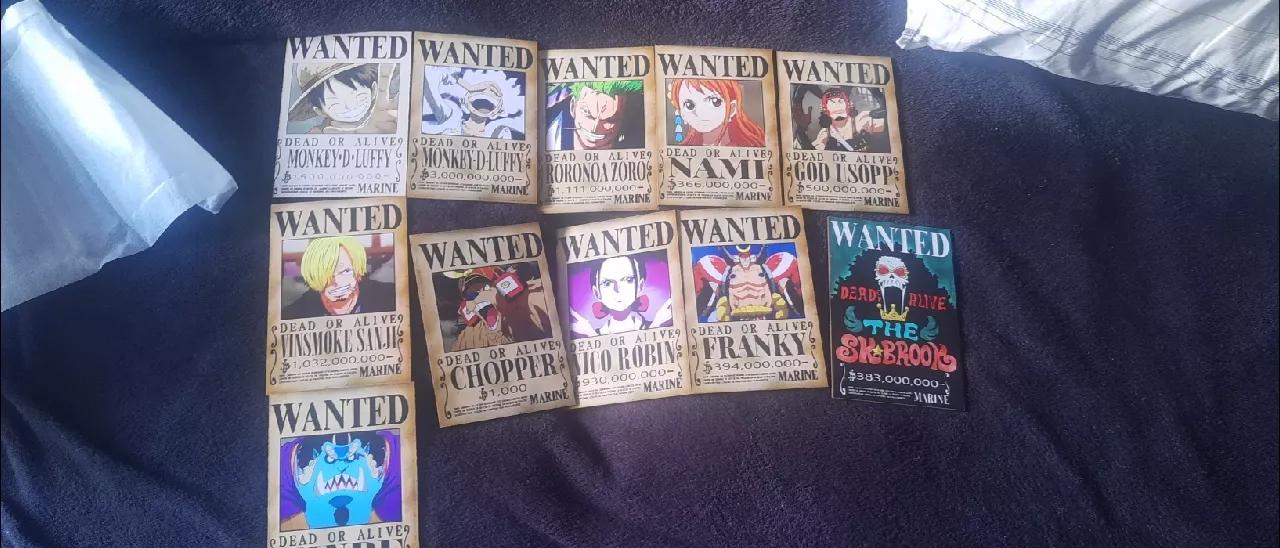 WANTED
DEAD OR ALIVE
MONKEY·D·LUFFY
MARINE
WANTED
DEAD OR ALIVE
MONKEY·D·LUFFY
$3,000,000,000-
MARINE
WANTED
DEAD OR ALIVE
RORONOA ZORO
$1,111,000,000-
MARINE
WANTED
DEAD OR ALIVE
NAMI
$366,000,000-
MARINE
WANTED
DEAD OR ALIVE
GOD USOPP
$500,000,000-
MARINE
WANTED
DEAD OR ALIVE
VINSMOKE SANJI
$1,032,000,000-
MARINE
WANTED
DEAD OR ALIVE
CHOPPER
$1,000
MARINE
WANTED
DEAD OR ALIVE
NICO ROBIN
$930,000,000-
MARINE
WANTED
DEAD OR ALIVE
FRANKY
$394,000,000-
MARINE
WANTED
DEAD ALIVE
THE
SK★BROOK
$383,000,000-
MARINE
WANTED
DEAD OR ALIVE